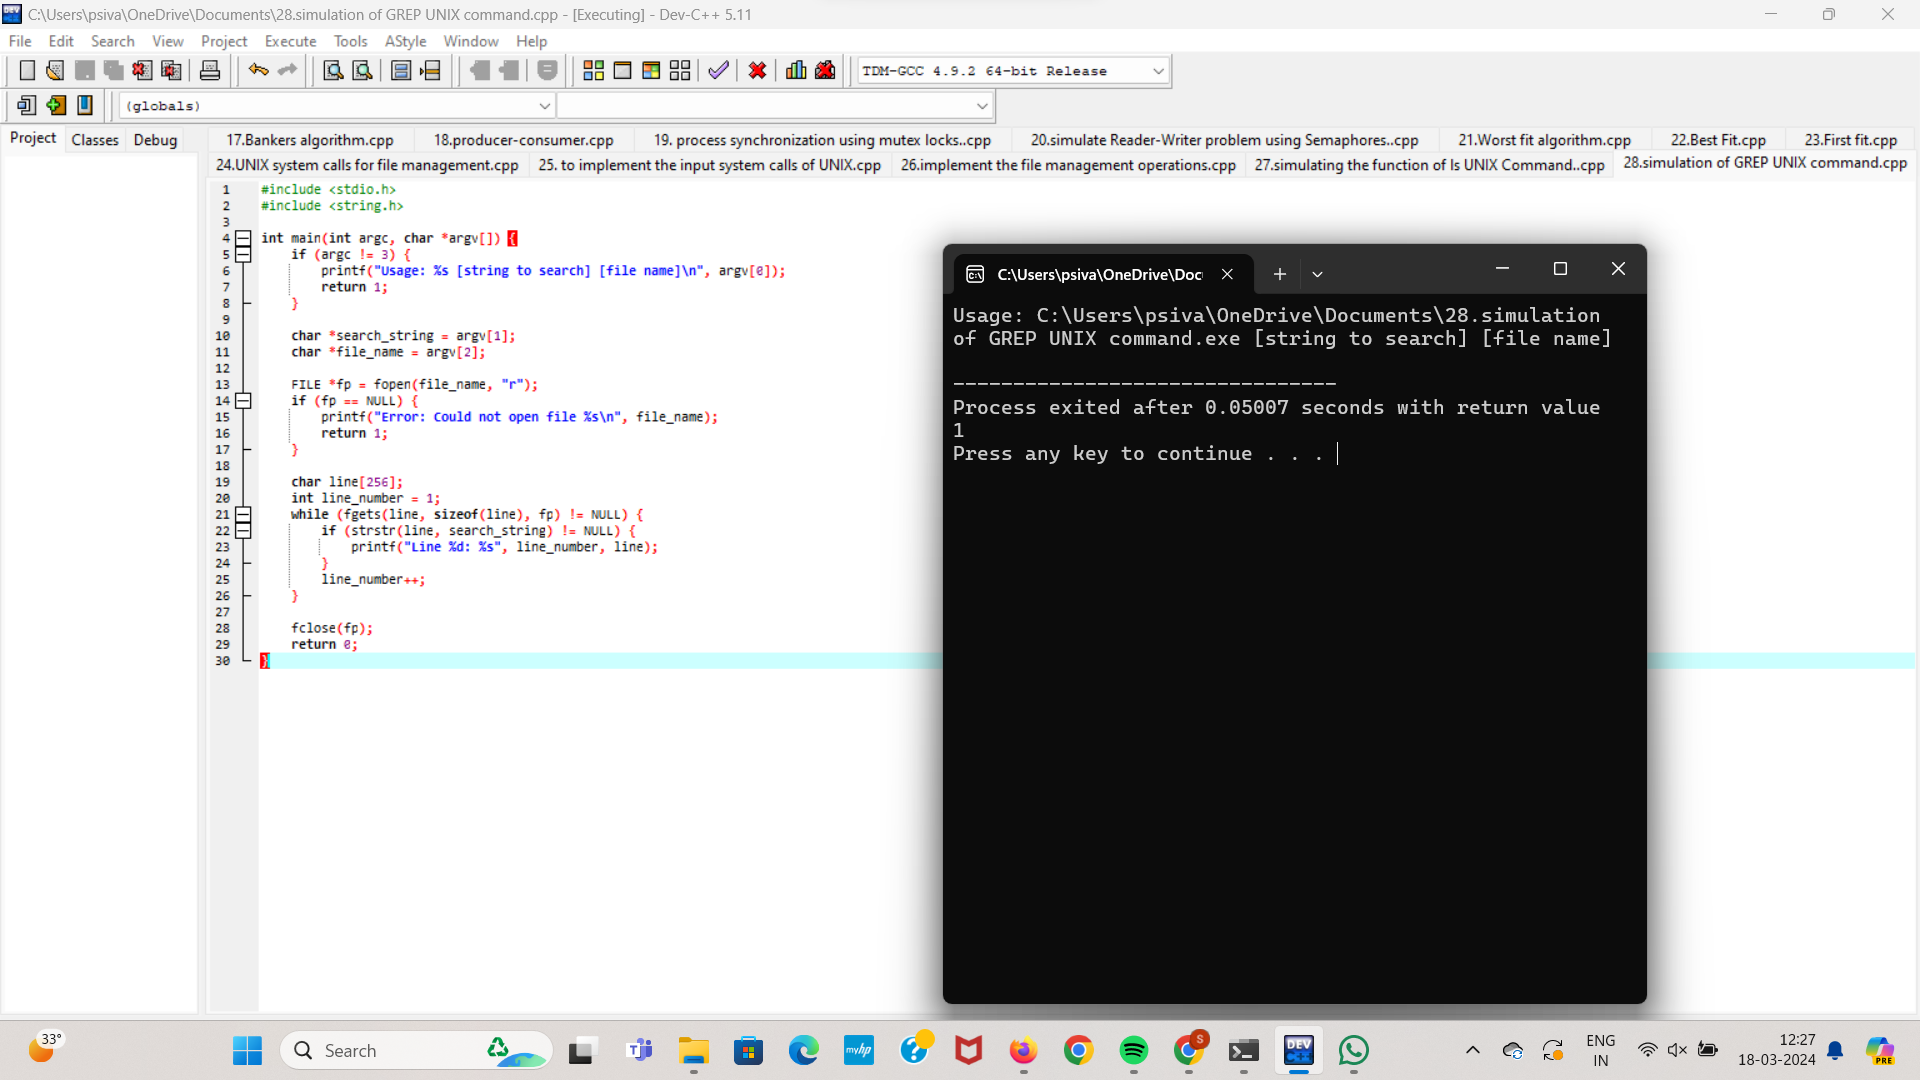 C:\Users\psiva\OneDrive\Documents\28.simulation of GREP UNIX command.cpp - [Executing] - Dev-C++ 5.11
File Edit Search View Project Execute Tools AStyle Window Help
TDM-GCC 4.9.2 64-bit Release
(globals)
Project Classes Debug
17.Bankers algorithm.cpp 18.producer-consumer.cpp 19. process synchronization using mutex locks..cpp 20.simulate Reader-Writer problem using Semaphores..cpp 21.Worst fit algorithm.cpp 22.Best Fit.cpp 23.First fit.cpp
24.UNIX system calls for file management.cpp 25. to implement the input system calls of UNIX.cpp 26.implement the file management operations.cpp 27.simulating the function of ls UNIX Command..cpp 28.simulation of GREP UNIX command.cpp
1 #include <stdio.h>
2 #include <string.h>
3
4 int main(int argc, char *argv[]) {
5 if (argc != 3) {
6 printf("Usage: %s [string to search] [file name]\n", argv[0]);
7 return 1;
8 }
9
10 char *search_string = argv[1];
11 char *file_name = argv[2];
12
13 FILE *fp = fopen(file_name, "r");
14 if (fp == NULL) {
15 printf("Error: Could not open file %s\n", file_name);
16 return 1;
17 }
18
19 char line[256];
20 int line_number = 1;
21 while (fgets(line, sizeof(line), fp) != NULL) {
22 if (strstr(line, search_string) != NULL) {
23 printf("Line %d: %s", line_number, line);
24 }
25 line_number++;
26 }
27
28 fclose(fp);
29 return 0;
30 }
C:\Users\psiva\OneDrive\Doc
Usage: C:\Users\psiva\OneDrive\Documents\28.simulation
of GREP UNIX command.exe [string to search] [file name]
--------------------------------
Process exited after 0.05007 seconds with return value
1
Press any key to continue . . .
33°
Search
myhp
S
DEV
C++
ENG
IN
12:27
18-03-2024
PRE